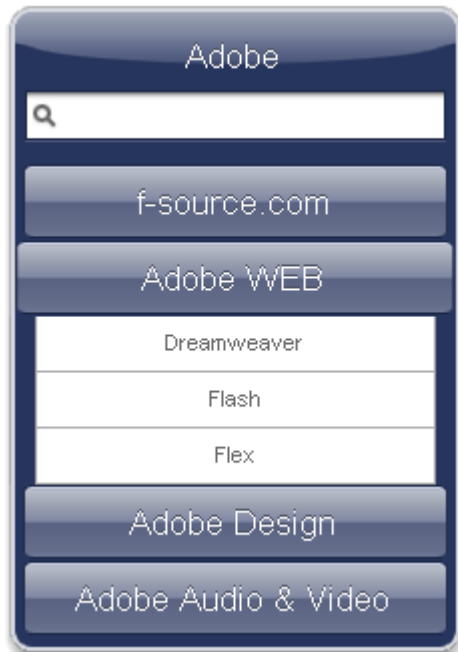 Adobe
f-source.com
Adobe WEB
Dreamweaver
Flash
Flex
Adobe Design
Adobe Audio & Video